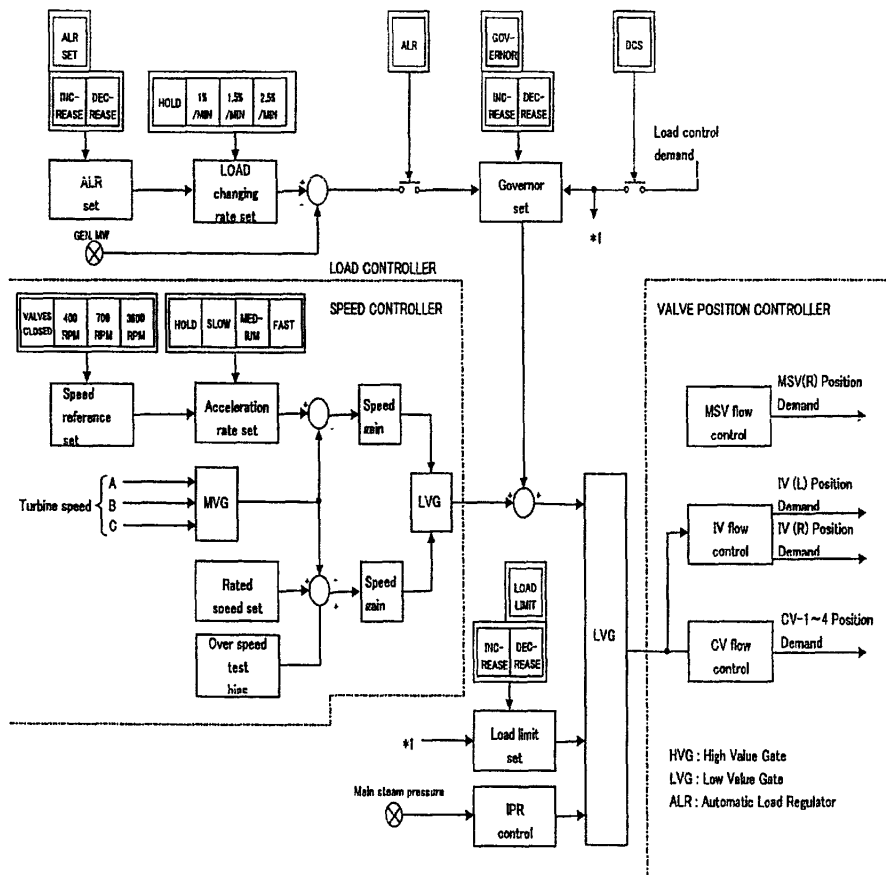 ALR
SET
INC-
REASE
DEC-
REASE
HOLD
1%
/MIN
1.5%
/MIN
2.5%
/MIN
ALR
GOV-
ERNOR
INC-
REASE
DEC-
REASE
DCS
Load control
demand
ALR
set
LOAD
changing
rate set
+
-
Governor
set
*1
GEN. MW
LOAD CONTROLLER
SPEED CONTROLLER
VALVE POSITION CONTROLLER
VALVES
CLOSED
400
RPM
700
RPM
3600
RPM
HOLD
SLOW
MED-
IUM
FAST
Speed
reference
set
Acceleration
rate set
+
-
Speed
MSV flow
control
MSV(R) Position
Demand
Turbine speed
A
B
C
MVG
LVG
+
+
IV flow
control
IV (L) Position
Demand
IV (R) Position
Demand
Rated
speed set
+
-
+
Speed
Over speed
test
LOAD
LIMIT
INC-
REASE
DEC-
REASE
LVG
CV flow
control
CV-1~4 Position
Demand
*1
Load limit
set
Main steam pressure
IPR
control
HVG : High Value Gate
LVG : Low Value Gate
ALR : Automatic Load Regulator